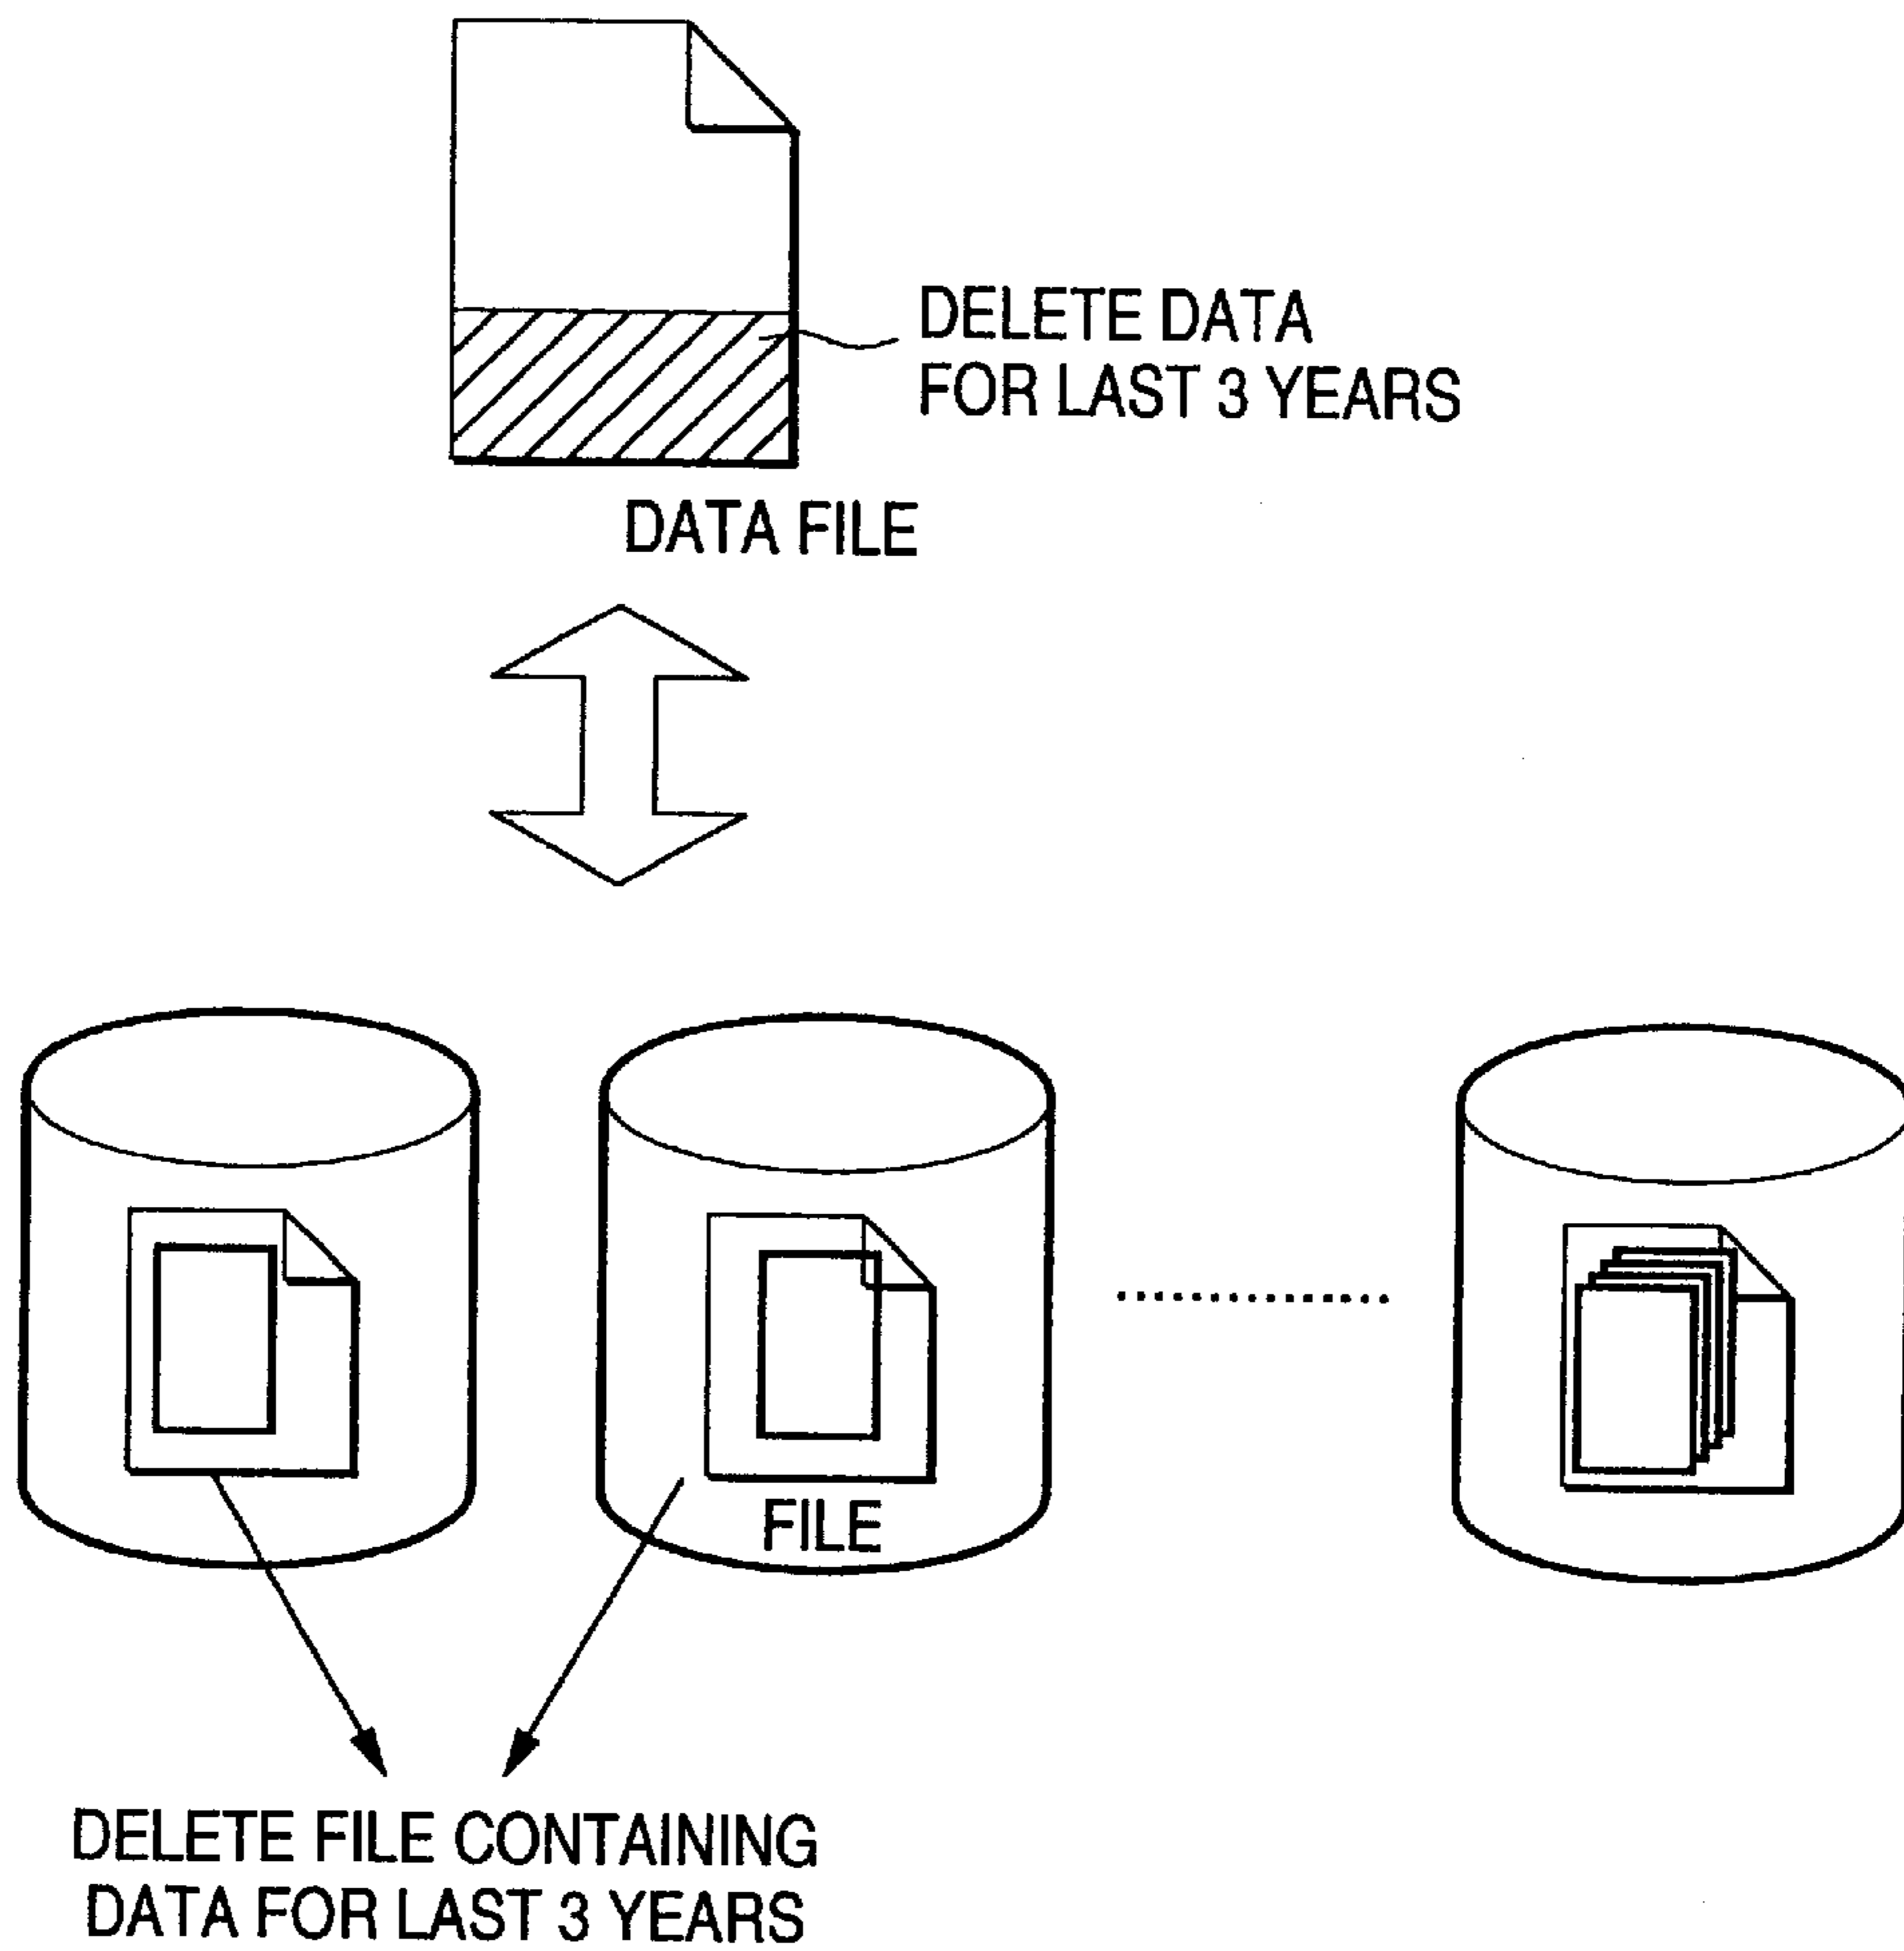 DELETE DATA
FOR LAST 3 YEARS
DATA FILE
FILE
DELETE FILE CONTAINING
DATA FOR LAST 3 YEARS